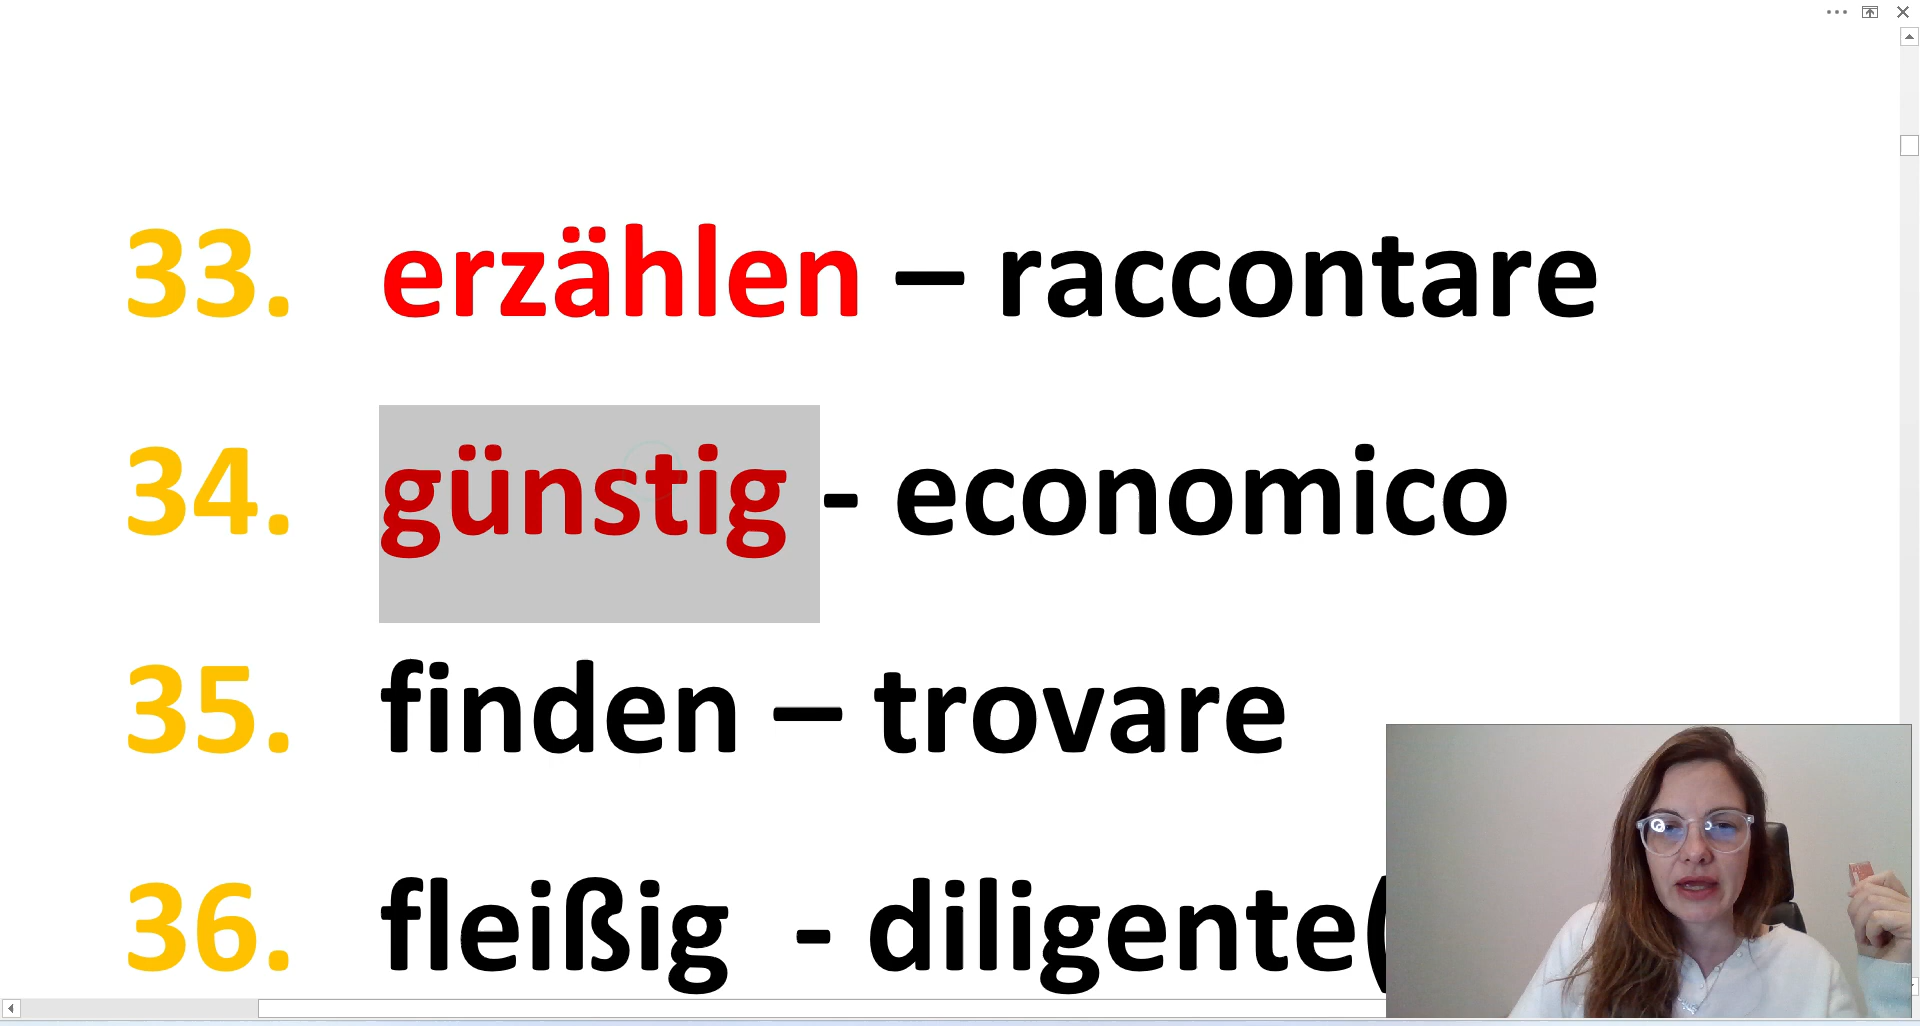 33. erzählen – raccontare
34. günstig - economico
35. finden – trovare
36. fleißig - diligente(